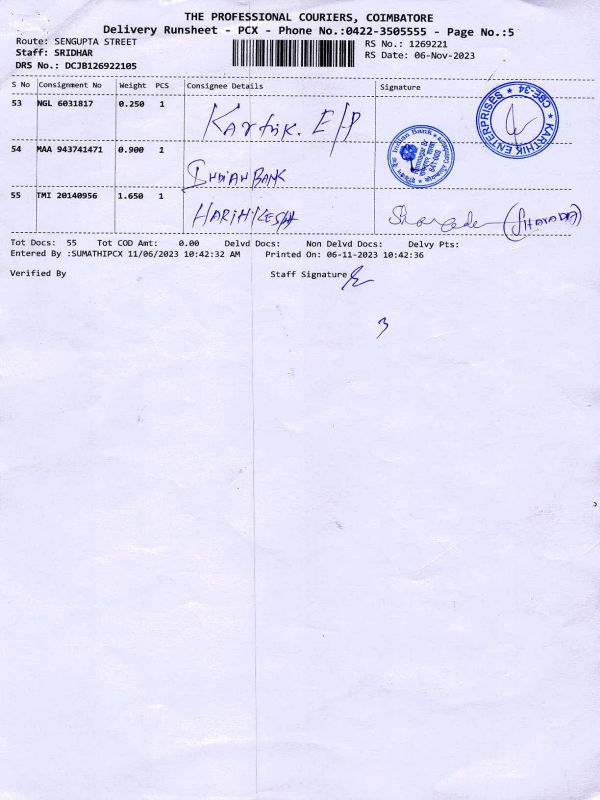 THE PROFESSIONAL COURIERS, COIMBATORE
Delivery Runsheet - PCX - Phone No.:0422-3505555 - Page No.:5
Route: SENGUPTA STREET
RS No.: 1269221
Staff: SRIDHAR
RS Date: 06-Nov-2023
DRS No.: DCJB126922105
S No Consignment No Weight PCS Consignee Details Signature
53 NGL 6031817 0.250 1 Karthik. E/P
KARTHIK ENTERPRISES ★ CBE-34 ★
54 MAA 943741471 0.900 1 INDIAN BANK
Indian Bank
55 TMI 20140956 1.650 1 (SHARADA)
Tot Docs: 55 Tot COD Amt: 0.00 Delvd Docs: Non Delvd Docs: Delvy Pts:
Entered By :SUMATHIPCX 11/06/2023 10:42:32 AM Printed On: 06-11-2023 10:42:36
Verified By Staff Signature
3